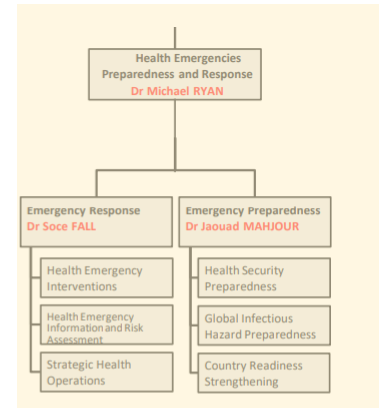 Health Emergencies
Preparedness and Response
Dr Michael RYAN
Emergency Response
Dr Soce FALL
Emergency Preparedness
Dr Jaouad MAHJOUR
Health Emergency
Interventions
Health Emergency
Information and Risk
Assessment
Strategic Health
Operations
Health Security
Preparedness
Global Infectious
Hazard Preparedness
Country Readiness
Strengthening